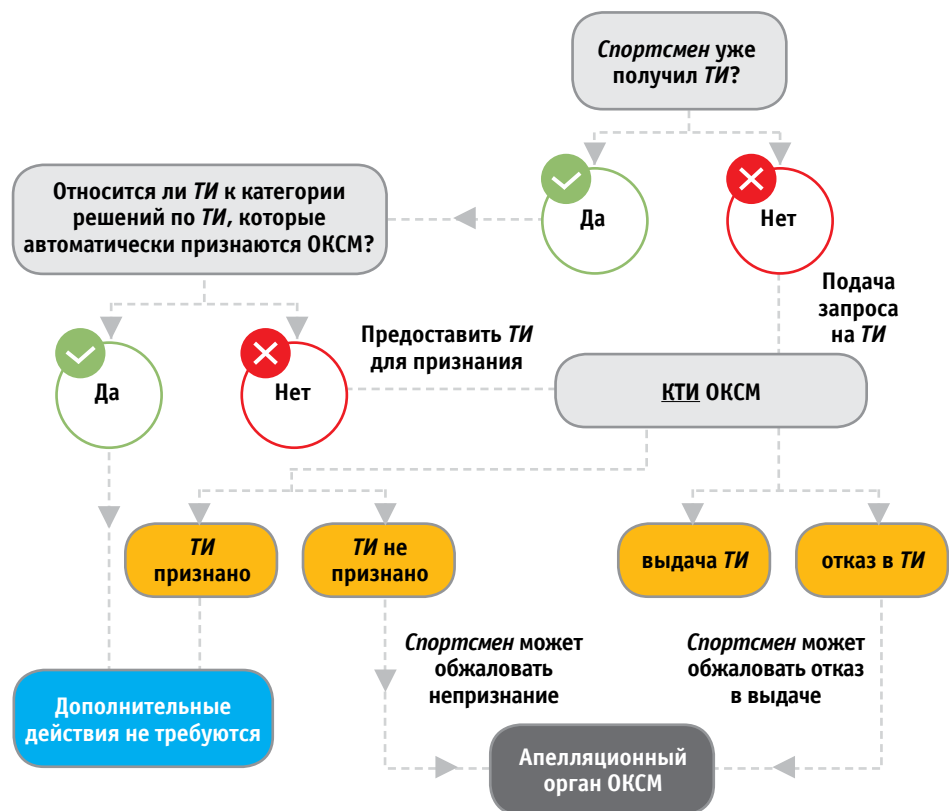 Спортсмен уже
получил ТИ?
Да
Нет
Относится ли ТИ к категории
решений по ТИ, которые
автоматически признаются ОКСМ?
Подача
запроса
на ТИ
Да
Нет
Предоставить ТИ
для признания
КТИ ОКСМ
ТИ
признано
ТИ не
признано
выдача ТИ
отказ в ТИ
Спортсмен может
обжаловать
непризнание
Спортсмен может
обжаловать отказ
в выдаче
Дополнительные
действия не требуются
Апелляционный
орган ОКСМ